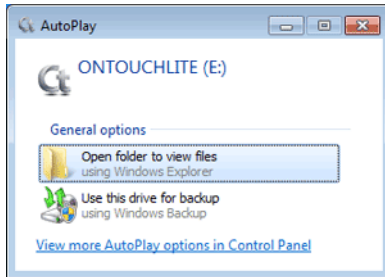 AutoPlay
ONTOUCHLITE (E:)
General options
Open folder to view files
using Windows Explorer
Use this drive for backup
using Windows Backup
View more AutoPlay options in Control Panel